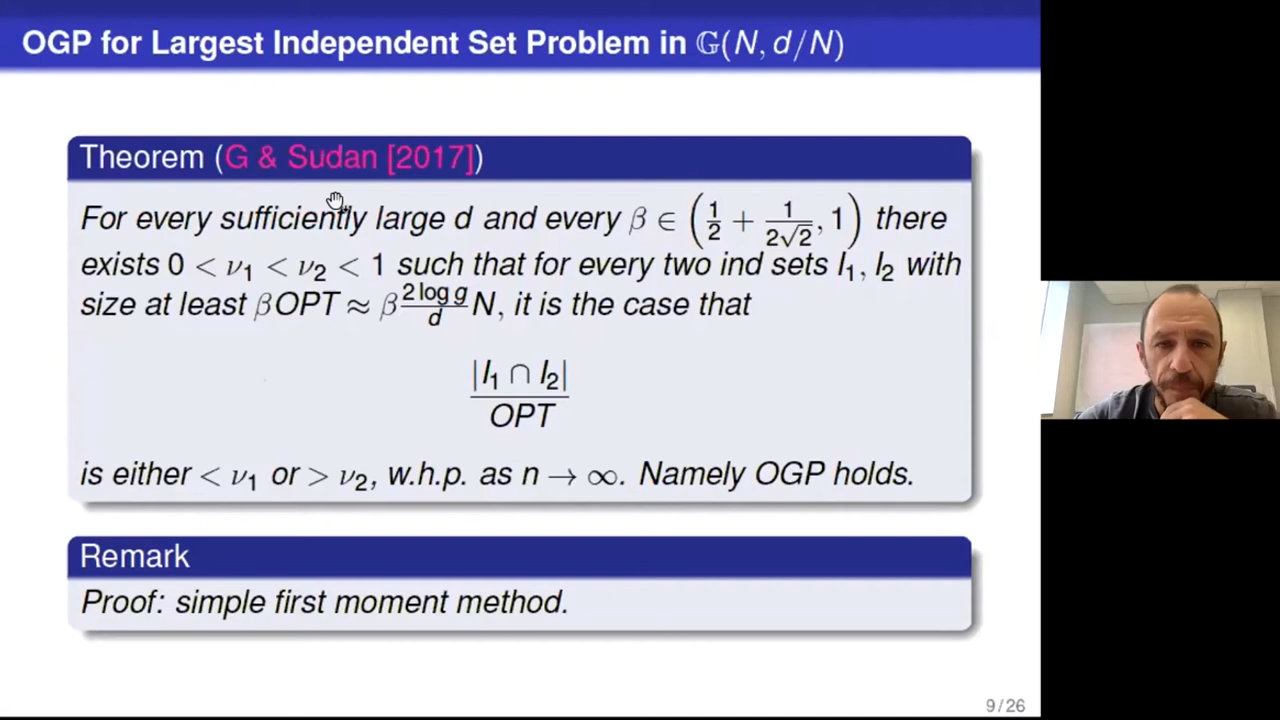 OGP for Largest Independent Set Problem in 𝔾(N, d/N)
Theorem (G & Sudan [2017])
For every sufficiently large d and every β ∈ (1/2 + 1/(2√2), 1) there
exists 0 < ν₁ < ν₂ < 1 such that for every two ind sets I₁, I₂ with
size at least βOPT ≈ β (2 log g)/d N, it is the case that
|I₁ ∩ I₂|
OPT
is either < ν₁ or > ν₂, w.h.p. as n → ∞. Namely OGP holds.
Remark
Proof: simple first moment method.
9/26